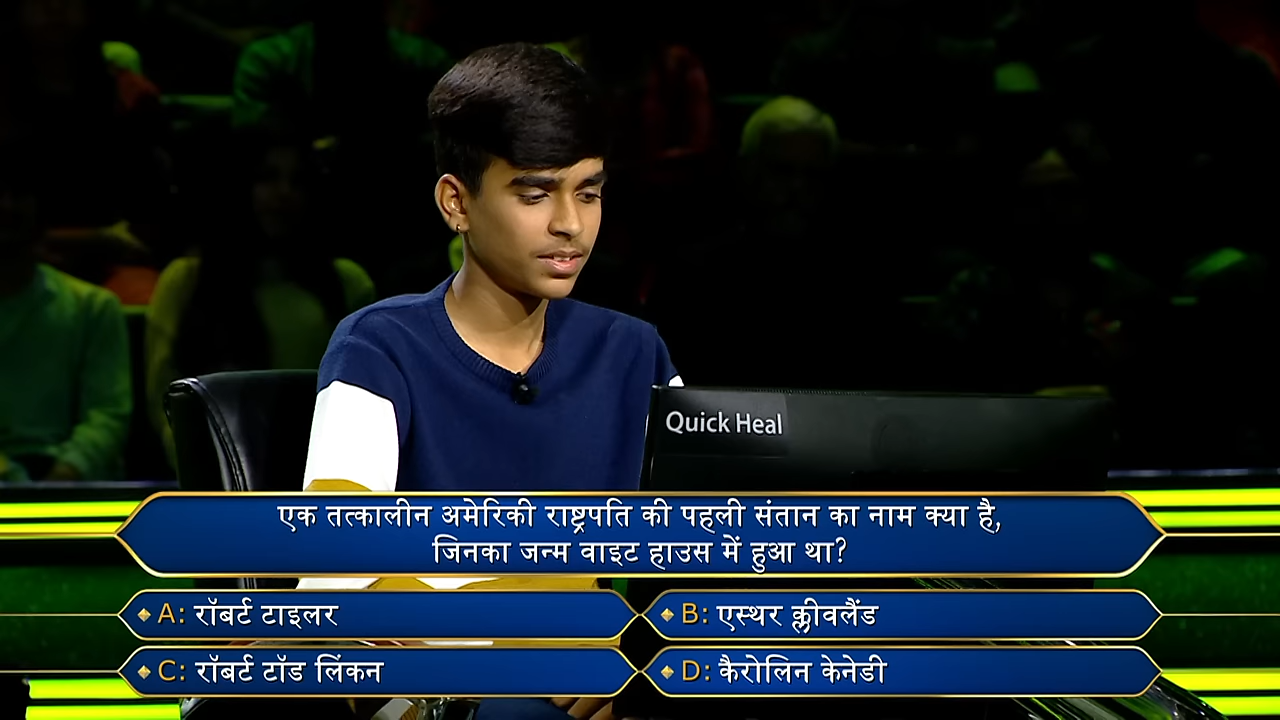 Quick Heal
एक तत्कालीन अमेरिकी राष्ट्रपति की पहली संतान का नाम क्या है,
जिनका जन्म वाइट हाउस में हुआ था?
A: रॉबर्ट टाइलर
B: एस्थर क्लीवलैंड
C: रॉबर्ट टॉड लिंकन
D: कैरोलिन केनेडी